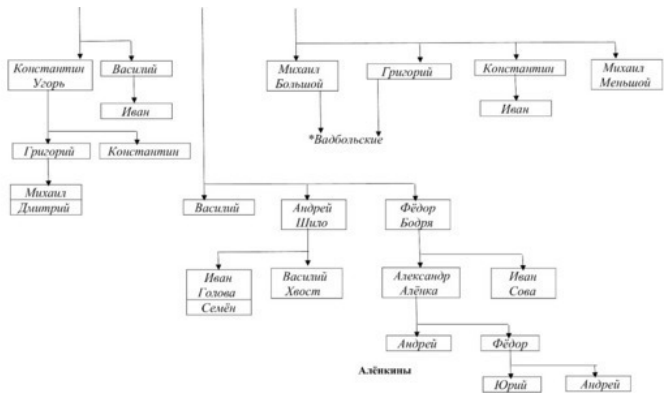 Константин
Угорь
Василий
Михаил
Большой
Григорий
Константин
Михаил
Меньшой
Иван
Иван
*Вадбольские
Григорий
Константин
Михаил
Дмитрий
Василий
Андрей
Шило
Фёдор
Бодря
Иван
Голова
Семён
Василий
Хвост
Александр
Алёнка
Иван
Сова
Андрей
Фёдор
Алёнкины
Юрий
Андрей